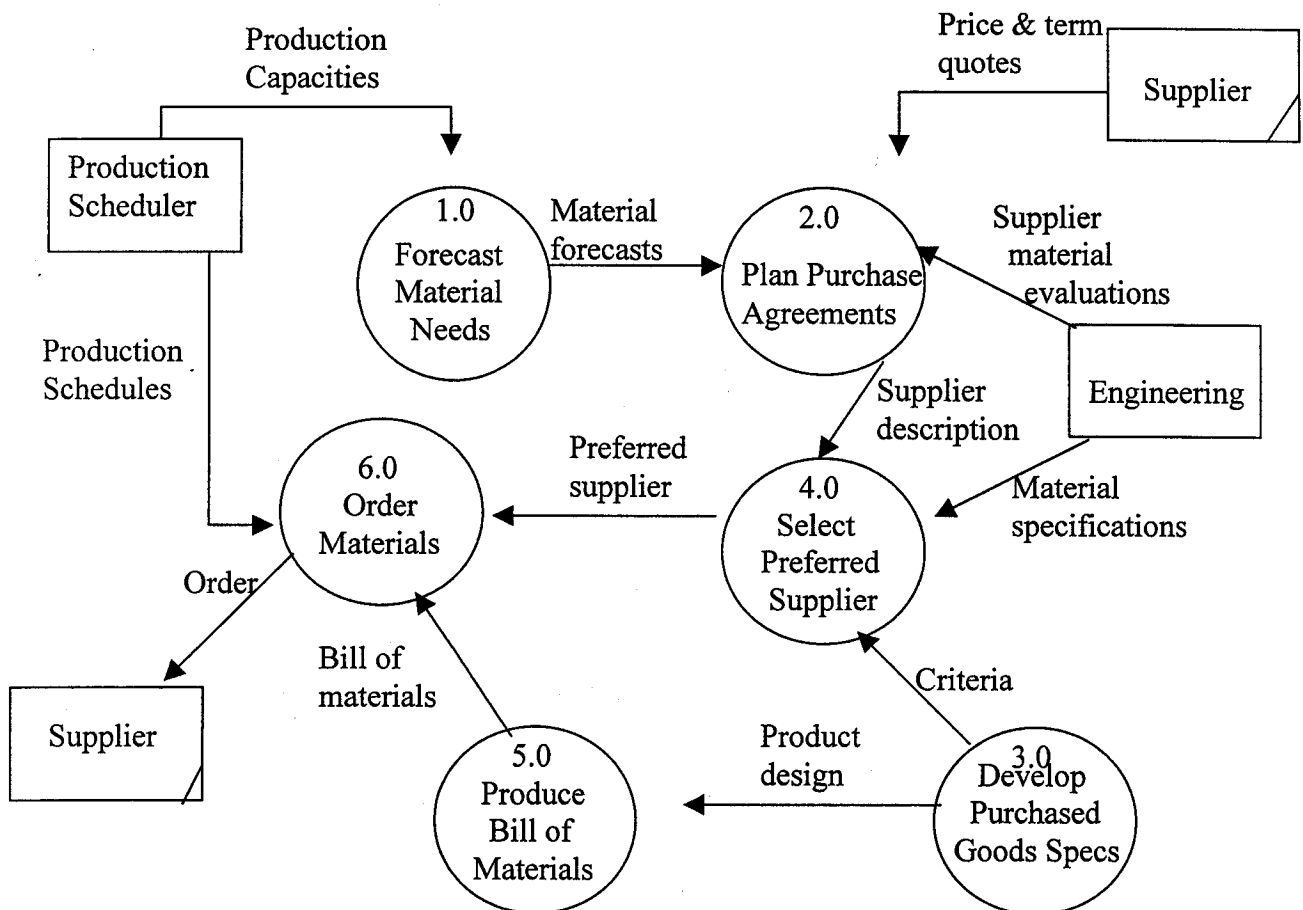 Production
Capacities
Price & term
quotes
Supplier
Production
Scheduler
1.0
Forecast
Material
Needs
Material
forecasts
2.0
Plan Purchase
Agreements
Supplier
material
evaluations
Production
Schedules
Engineering
Supplier
description
6.0
Order
Materials
Preferred
supplier
4.0
Select
Preferred
Supplier
Material
specifications
Order
Bill of
materials
Criteria
Supplier
5.0
Produce
Bill of
Materials
Product
design
3.0
Develop
Purchased
Goods Specs